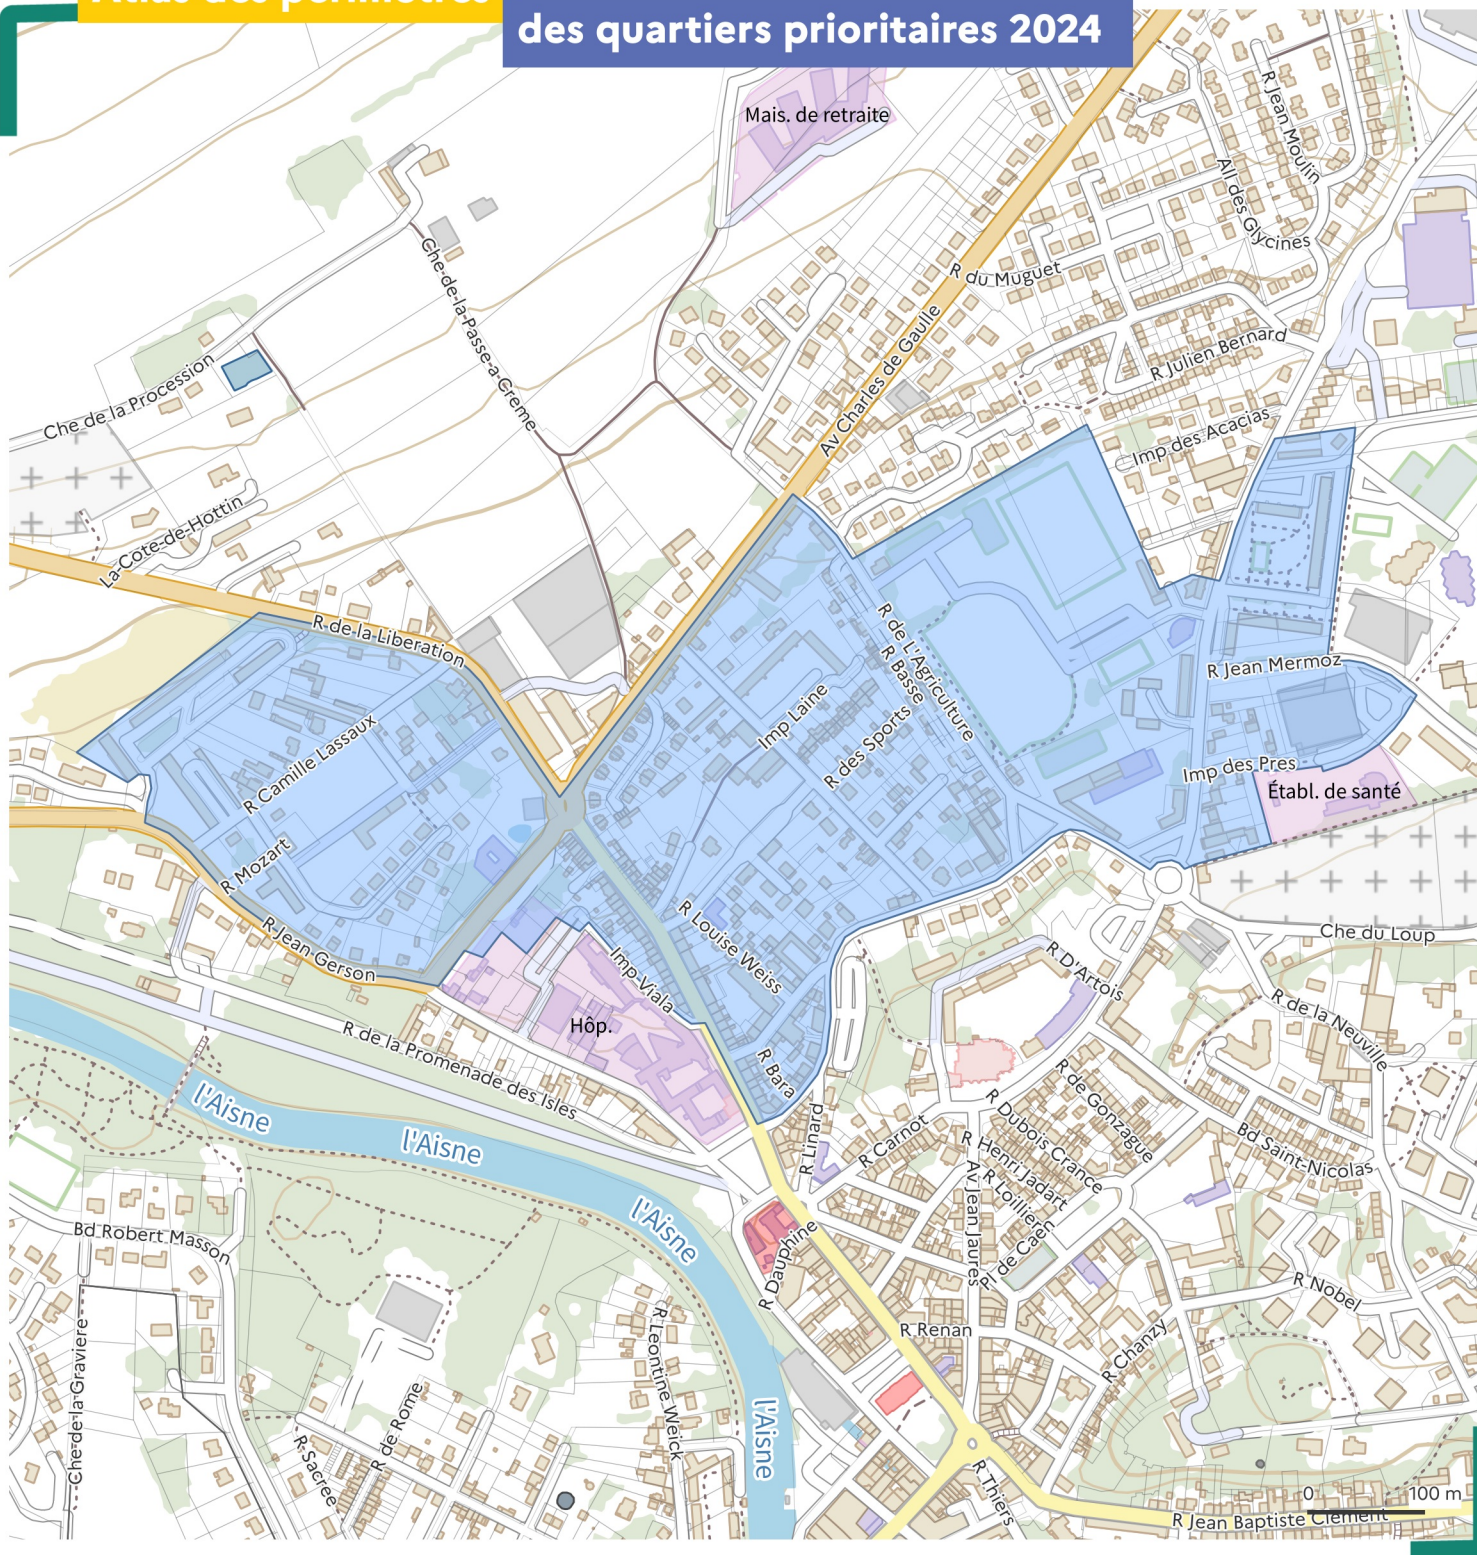 Atlas des périmètres
des quartiers prioritaires 2024
Mais. de retraite
R Jean Moulin
All des Glycines
R du Muguet
Che-de-la-Passe-a-Creme
Av Charles de Gaulle
R Julien Bernard
Che de la Procession
Imp des Acacias
La-Cote-de-Hottin
R de la Liberation
R de L'Agriculture
R Basse
R Jean Mermoz
Imp Laine
R des Sports
R Camille Lassaux
Imp des Pres
Établ. de santé
R Mozart
R Louise Weiss
R Jean Gerson
Imp Viala
Che du Loup
R D'Artois
R de la Neuville
Hôp.
R de la Promenade des Isles
R Bara
R de Gonzague
l'Aisne
l'Aisne
l'Aisne
R Linard
R Carnot
R Dubois Crance
R Henri Jadart
R Loilliere
Bd Saint-Nicolas
Av Jean Jaures
Pl de Caen
Bd Robert Masson
R Dauphine
R Nobel
R Renan
R Chanzy
R Leontine Weick
Che-de-la-Graviere
R de Rome
R-Sacree
l'Aisne
R Thiers
0 100 m
R Jean Baptiste Clement